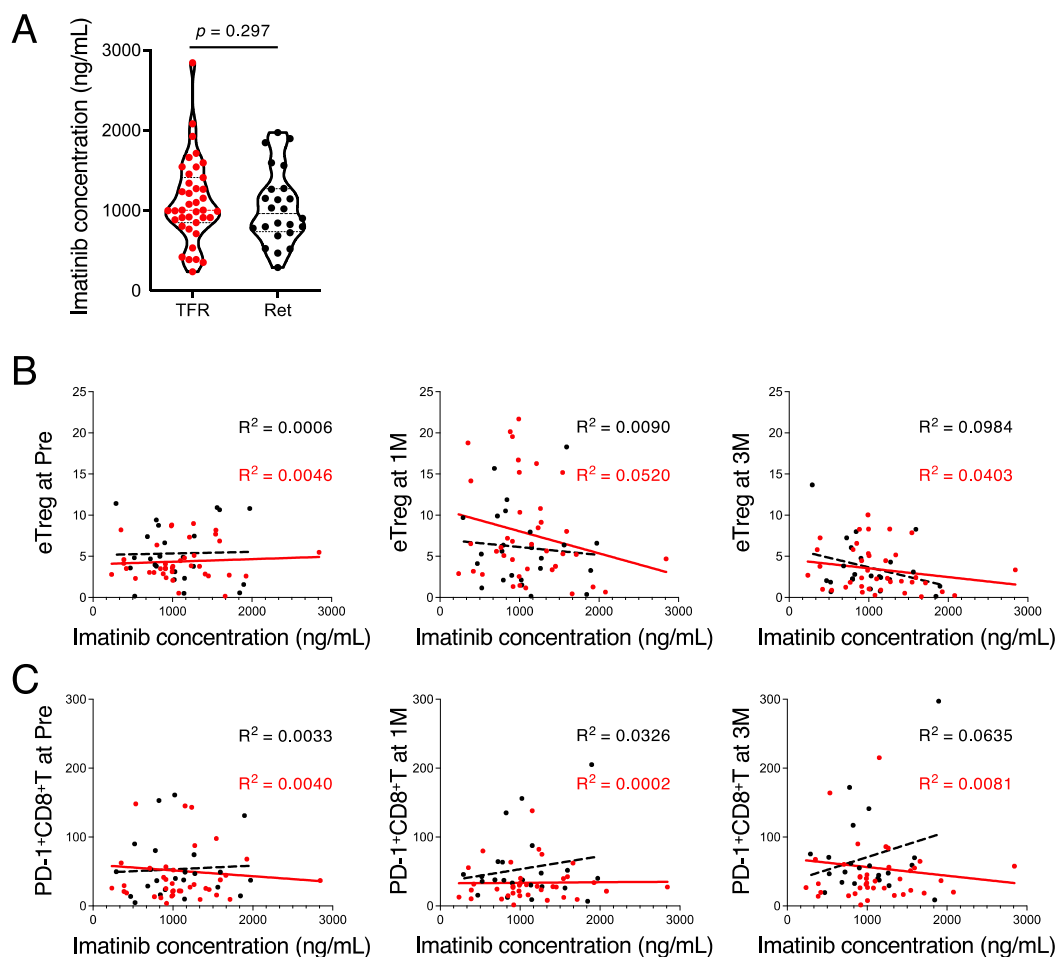 A
p = 0.297
Imatinib concentration (ng/mL)
3000
2000
1000
0
TFR Ret
B
eTreg at Pre
25
20
15
10
5
0
R² = 0.0006
R² = 0.0046
0 1000 2000 3000
Imatinib concentration (ng/mL)
eTreg at 1M
25
20
15
10
5
0
R² = 0.0090
R² = 0.0520
0 1000 2000 3000
Imatinib concentration (ng/mL)
eTreg at 3M
25
20
15
10
5
0
R² = 0.0984
R² = 0.0403
0 1000 2000 3000
Imatinib concentration (ng/mL)
C
PD-1⁺CD8⁺T at Pre
300
200
100
50
0
R² = 0.0033
R² = 0.0040
0 1000 2000 3000
Imatinib concentration (ng/mL)
PD-1⁺CD8⁺T at 1M
300
200
100
50
0
R² = 0.0326
R² = 0.0002
0 1000 2000 3000
Imatinib concentration (ng/mL)
PD-1⁺CD8⁺T at 3M
300
200
100
50
0
R² = 0.0635
R² = 0.0081
0 1000 2000 3000
Imatinib concentration (ng/mL)